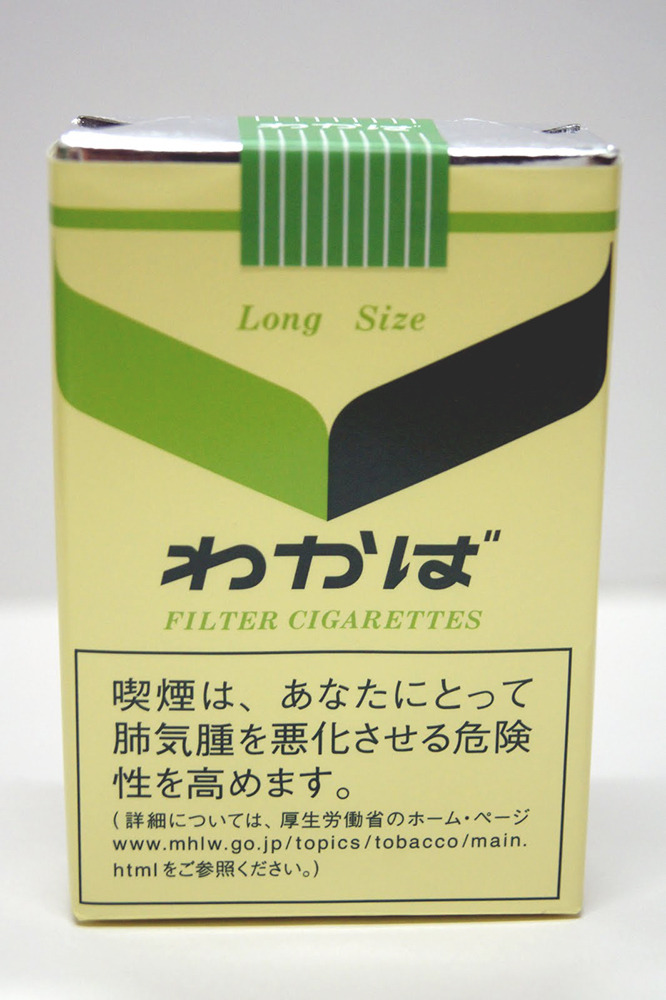 わかば
Long Size
わかば
FILTER CIGARETTES
喫煙は、あなたにとって
肺気腫を悪化させる危険
性を高めます。
(詳細については、厚生労働省のホーム・ページ
www.mhlw.go.jp/topics/tobacco/main.
htmlをご参照ください。)